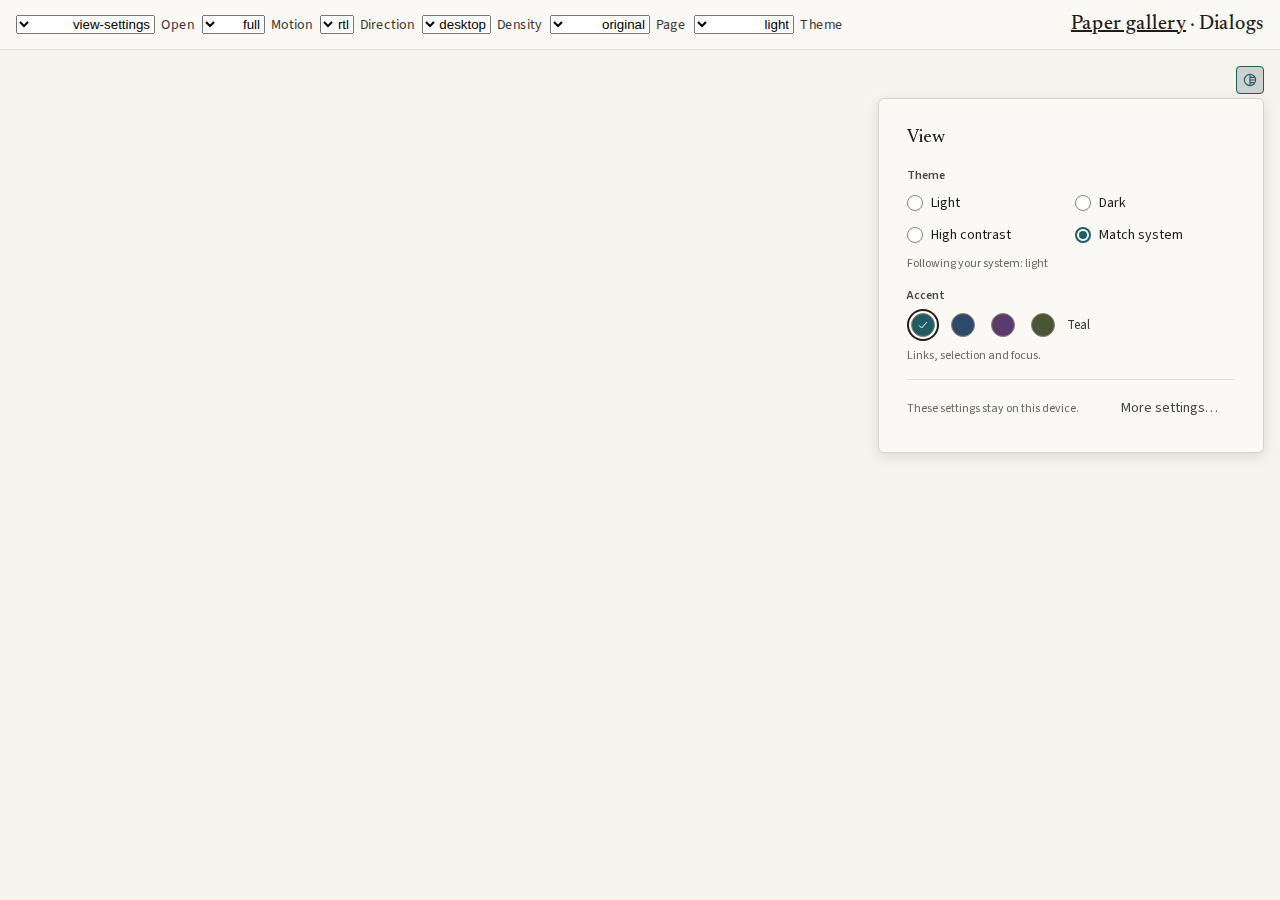 Paper gallery · Dialogs
Theme light Page original Density desktop Direction rtl Motion full Open view-settings
View
Theme
Light Dark
High contrast Match system
Following your system: light
Accent
Teal
Links, selection and focus.
These settings stay on this device. More settings…